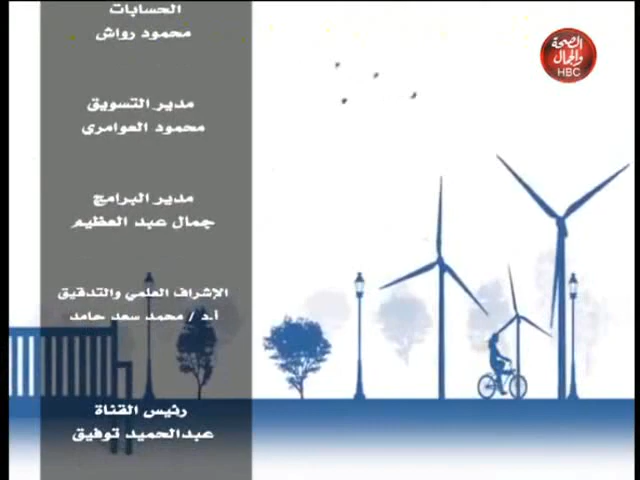 الحسابات
محمود رواش
مدير التسويق
محمود العوامرى
مدير البرامج
جمال عبد العظيم
الإشراف العلمي والتدقيق
أ.د / محمد سعد حامد
رئيس القناة
عبدالحميد توفيق
الصحة
والجمال
HBC